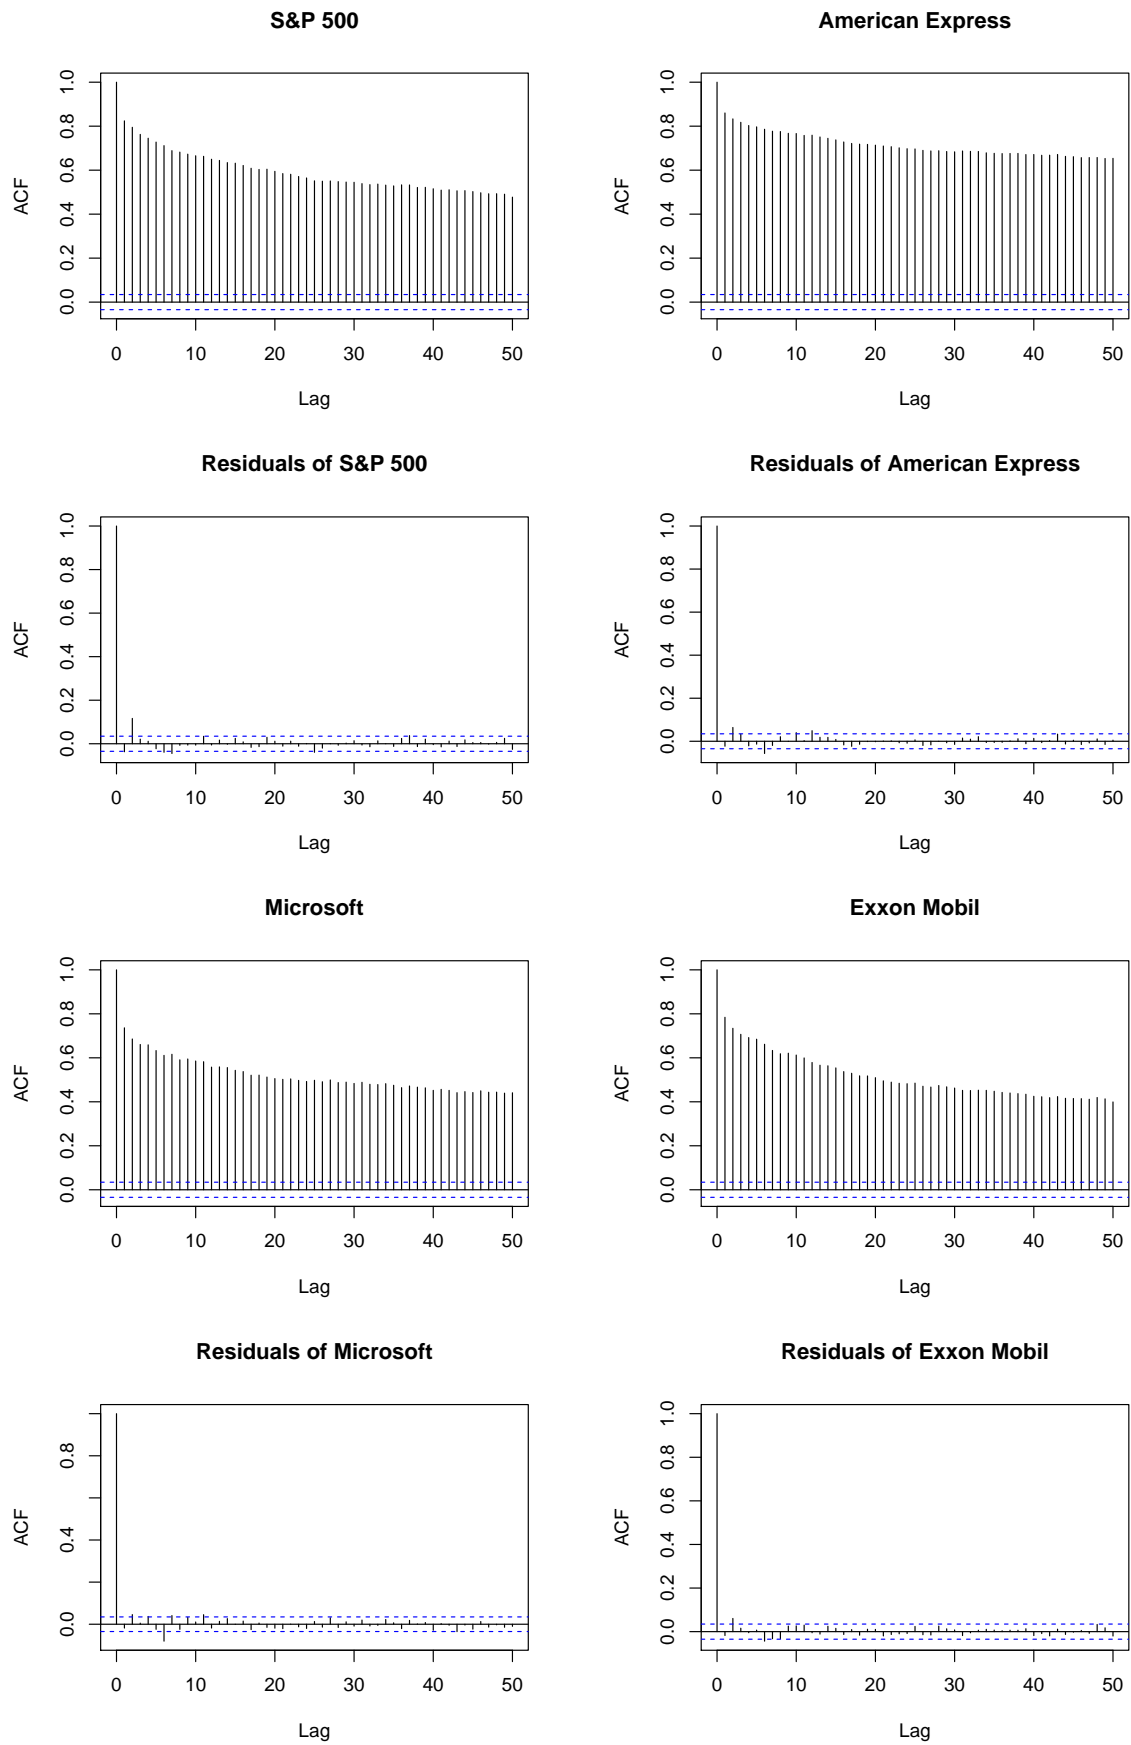 S&P 500
ACF
0.0 0.2 0.4 0.6 0.8 1.0
0 10 20 30 40 50
Lag
American Express
ACF
0.0 0.2 0.4 0.6 0.8 1.0
0 10 20 30 40 50
Lag
Residuals of S&P 500
ACF
0.0 0.2 0.4 0.6 0.8 1.0
0 10 20 30 40 50
Lag
Residuals of American Express
ACF
0.0 0.2 0.4 0.6 0.8 1.0
0 10 20 30 40 50
Lag
Microsoft
ACF
0.0 0.2 0.4 0.6 0.8 1.0
0 10 20 30 40 50
Lag
Exxon Mobil
ACF
0.0 0.2 0.4 0.6 0.8 1.0
0 10 20 30 40 50
Lag
Residuals of Microsoft
ACF
0.0 0.4 0.8
0 10 20 30 40 50
Lag
Residuals of Exxon Mobil
ACF
0.0 0.2 0.4 0.6 0.8 1.0
0 10 20 30 40 50
Lag